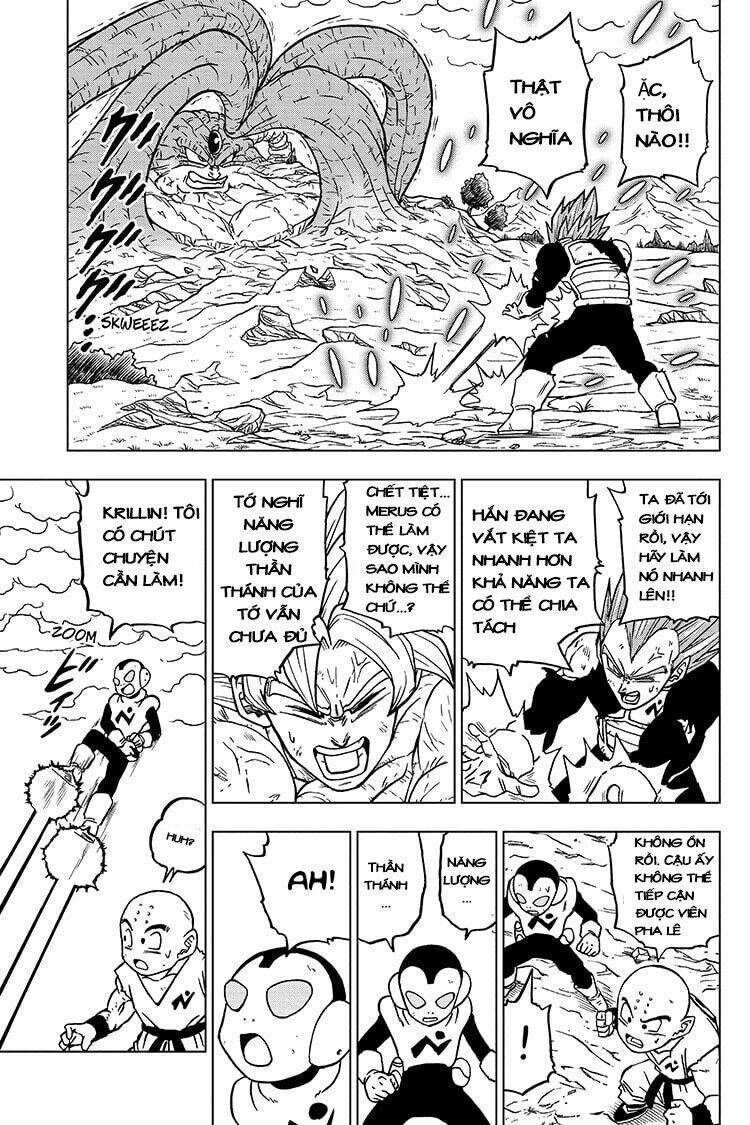 ẶC,
THÔI
NÀO!!
THẬT
VÔ
NGHĨA
グ
グ
グ
グ
SKWEEEZ
TA ĐÃ TỚI
GIỚI HẠN
RỒI, VẬY
HÃY LÀM
NÓ NHANH
LÊN!!
HẮN ĐANG
VẮT KIỆT TA
NHANH HƠN
KHẢ NĂNG TA
CÓ THỂ CHIA
TÁCH
CHẾT TIỆT...
MERUS CÓ
THỂ LÀM
ĐƯỢC, VẬY
SAO MÌNH
KHÔNG THỂ
CHỨ...?
TỚ NGHĨ
NĂNG
LƯỢNG
THẦN
THÁNH CỦA
TỚ VẪN
CHƯA ĐỦ
KRILLIN! TÔI
CÓ CHÚT
CHUYỆN
CẦN LÀM!
ZOOM
KHÔNG ỔN
RỒI. CẬU ẤY
KHÔNG THỂ
TIẾP CẬN
ĐƯỢC VIÊN
PHA LÊ
!
NĂNG
LƯỢNG
...
THẦN
THÁNH
...
AH!
HUH?